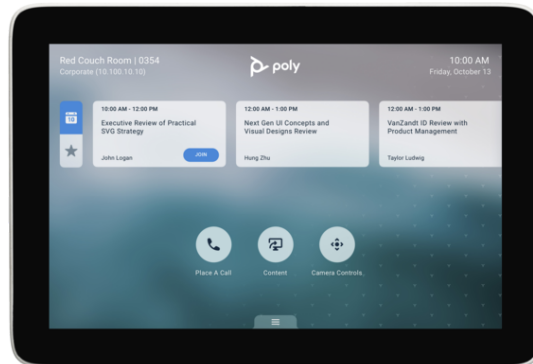 Red Couch Room | 0354
Corporate (10.100.10.10)
poly
10:00 AM
Friday, October 13
10
10:00 AM - 12:00 PM
Executive Review of Practical
SVG Strategy
John Logan
JOIN
12:00 AM - 1:00 PM
Next Gen UI Concepts and
Visual Designs Review
Hung Zhu
12:00 AM - 1:00 PM
VanZandt ID Review with
Product Management
Taylor Ludwig
Place A Call
Content
Camera Controls.